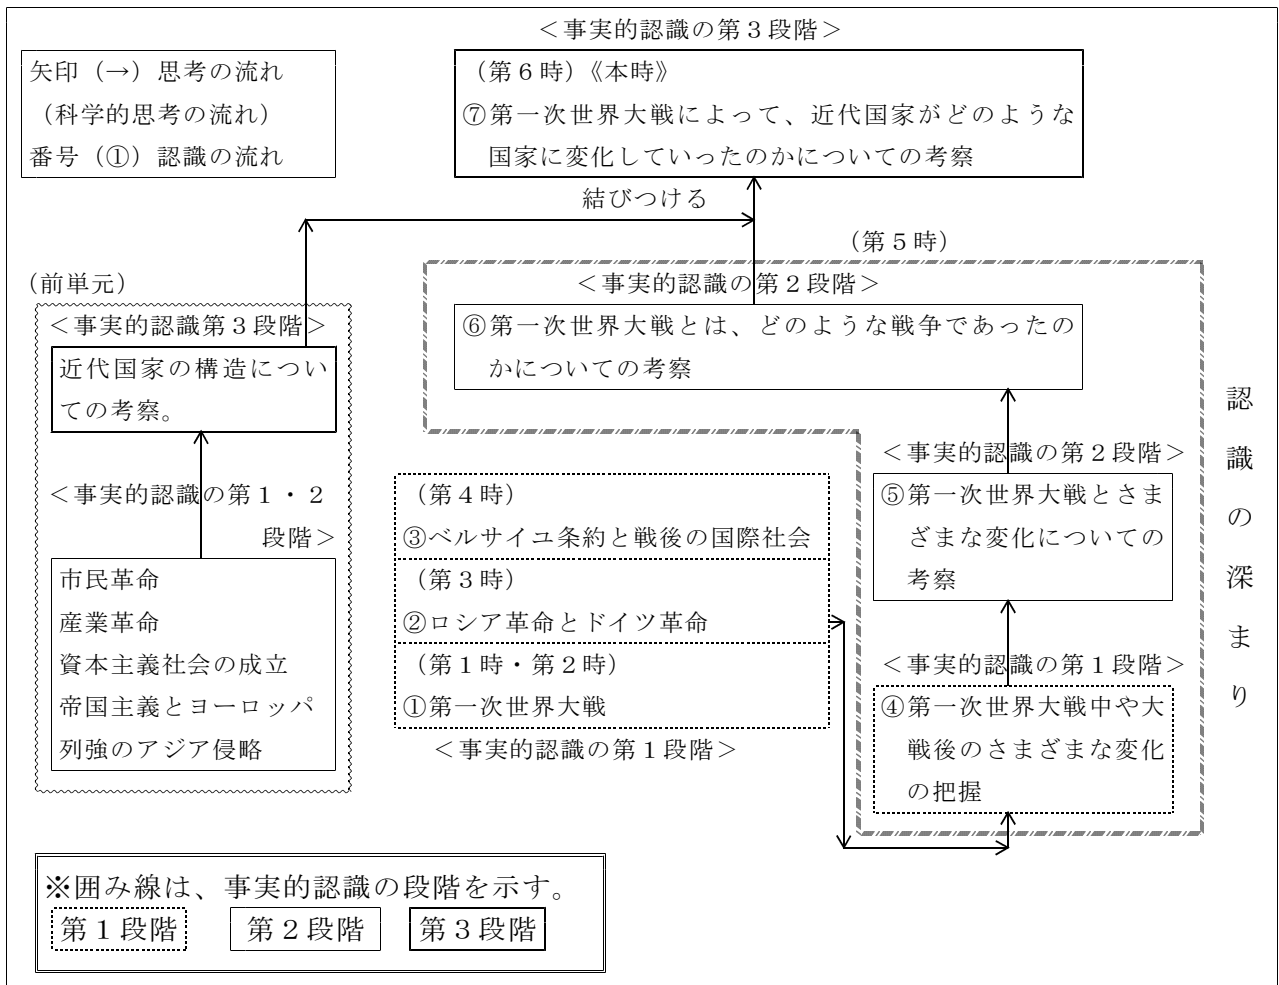 ＜事実的認識の第３段階＞
矢印（→）思考の流れ
（科学的思考の流れ）
番号（①）認識の流れ
（第６時）《本時》
⑦第一次世界大戦によって、近代国家がどのような
国家に変化していったのかについての考察
結びつける
（第５時）
（前単元）
＜事実的認識第３段階＞
近代国家の構造につい
ての考察。
＜事実的認識の第１・２
段階＞
市民革命
産業革命
資本主義社会の成立
帝国主義とヨーロッパ
列強のアジア侵略
＜事実的認識の第２段階＞
⑥第一次世界大戦とは、どのような戦争であったの
かについての考察
＜事実的認識の第２段階＞
⑤第一次世界大戦とさま
ざまな変化についての
考察
（第４時）
③ベルサイユ条約と戦後の国際社会
（第３時）
②ロシア革命とドイツ革命
（第１時・第２時）
①第一次世界大戦
＜事実的認識の第１段階＞
＜事実的認識の第１段階＞
④第一次世界大戦中や大
戦後のさまざまな変化
の把握
認識の深まり
※囲み線は、事実的認識の段階を示す。
第１段階 第２段階 第３段階